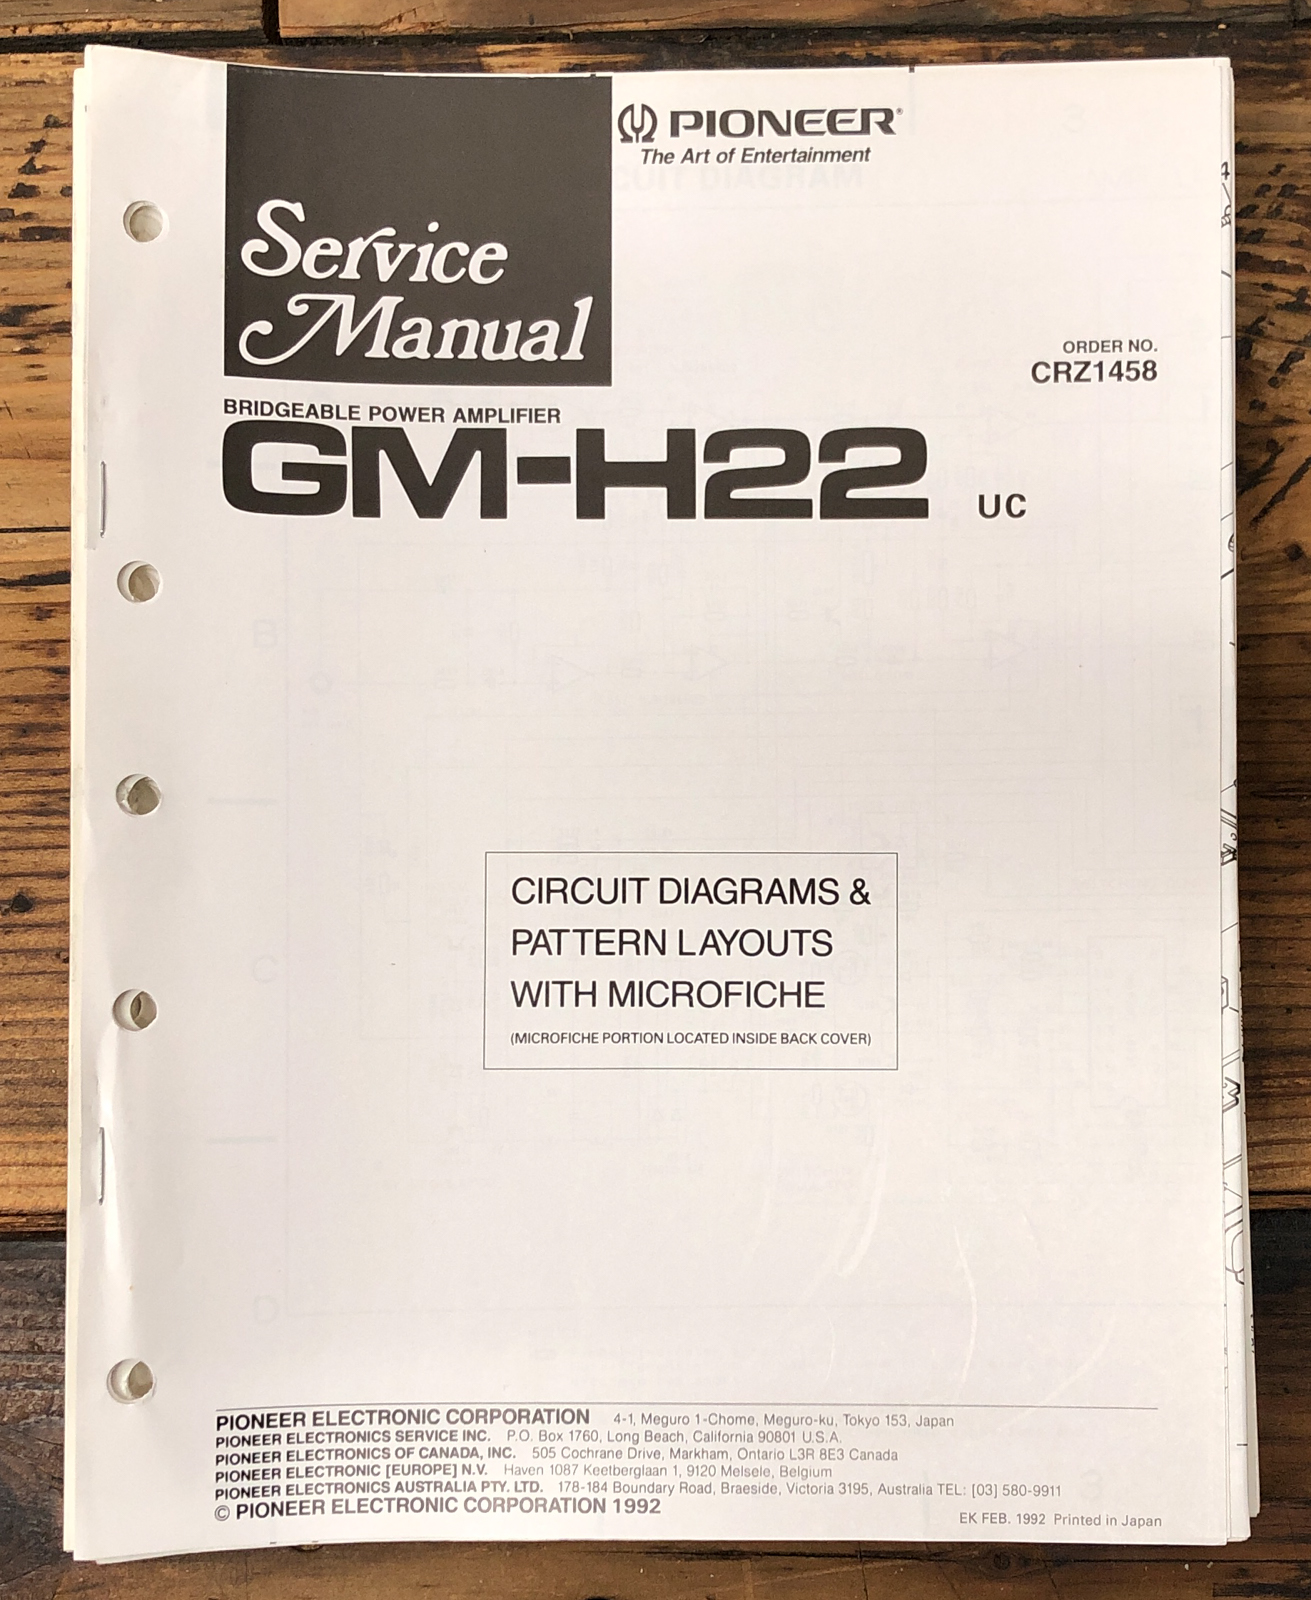 PIONEER®
The Art of Entertainment
Service
Manual
ORDER NO.
CRZ1458
BRIDGEABLE POWER AMPLIFIER
GM-H22 UC
CIRCUIT DIAGRAMS &
PATTERN LAYOUTS
WITH MICROFICHE
(MICROFICHE PORTION LOCATED INSIDE BACK COVER)
PIONEER ELECTRONIC CORPORATION 4-1, Meguro 1-Chome, Meguro-ku, Tokyo 153, Japan
PIONEER ELECTRONICS SERVICE INC. P.O. Box 1760, Long Beach, California 90801 U.S.A.
PIONEER ELECTRONICS OF CANADA, INC. 505 Cochrane Drive, Markham, Ontario L3R 8E3 Canada
PIONEER ELECTRONIC [EUROPE] N.V. Haven 1087 Keetberglaan 1, 9120 Melsele, Belgium
PIONEER ELECTRONICS AUSTRALIA PTY. LTD. 178-184 Boundary Road, Braeside, Victoria 3195, Australia TEL: [03] 580-9911
© PIONEER ELECTRONIC CORPORATION 1992
EK FEB. 1992 Printed in Japan